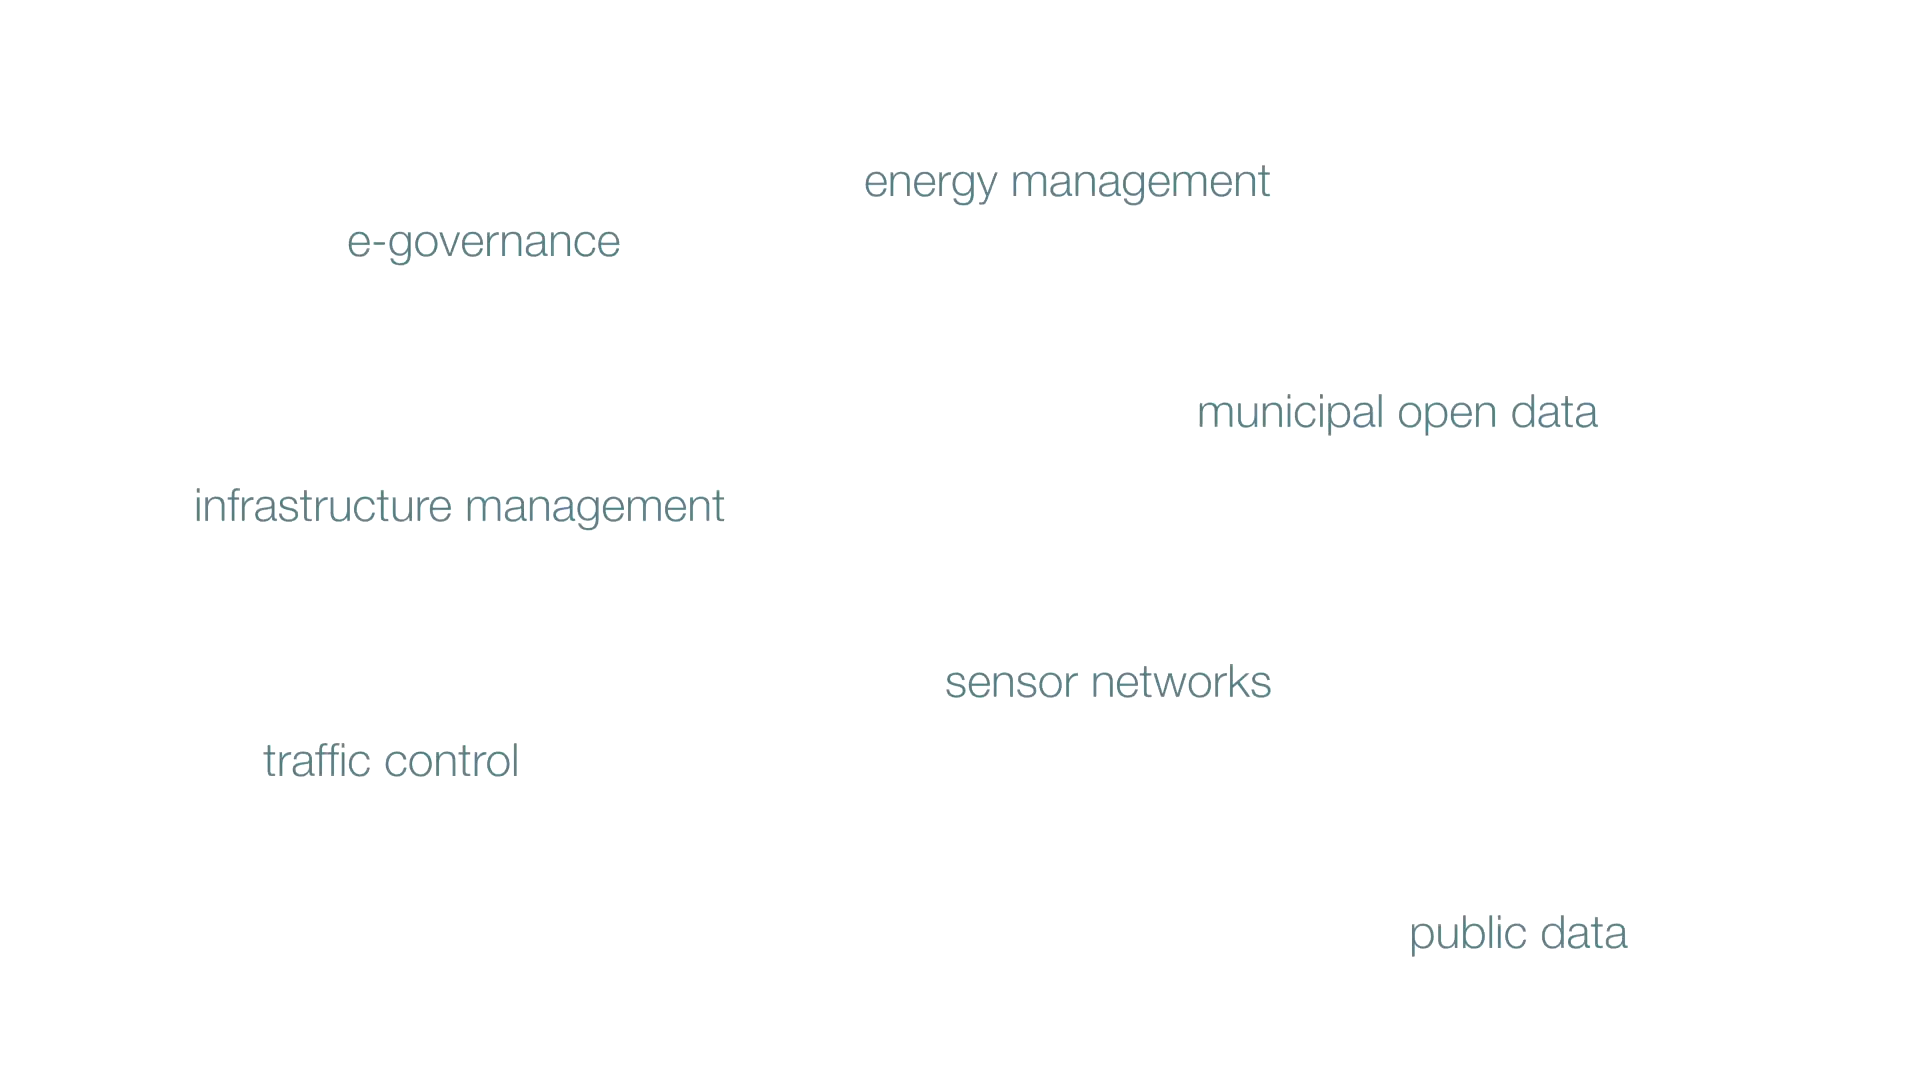 energy management
e-governance
municipal open data
infrastructure management
sensor networks
traffic control
public data